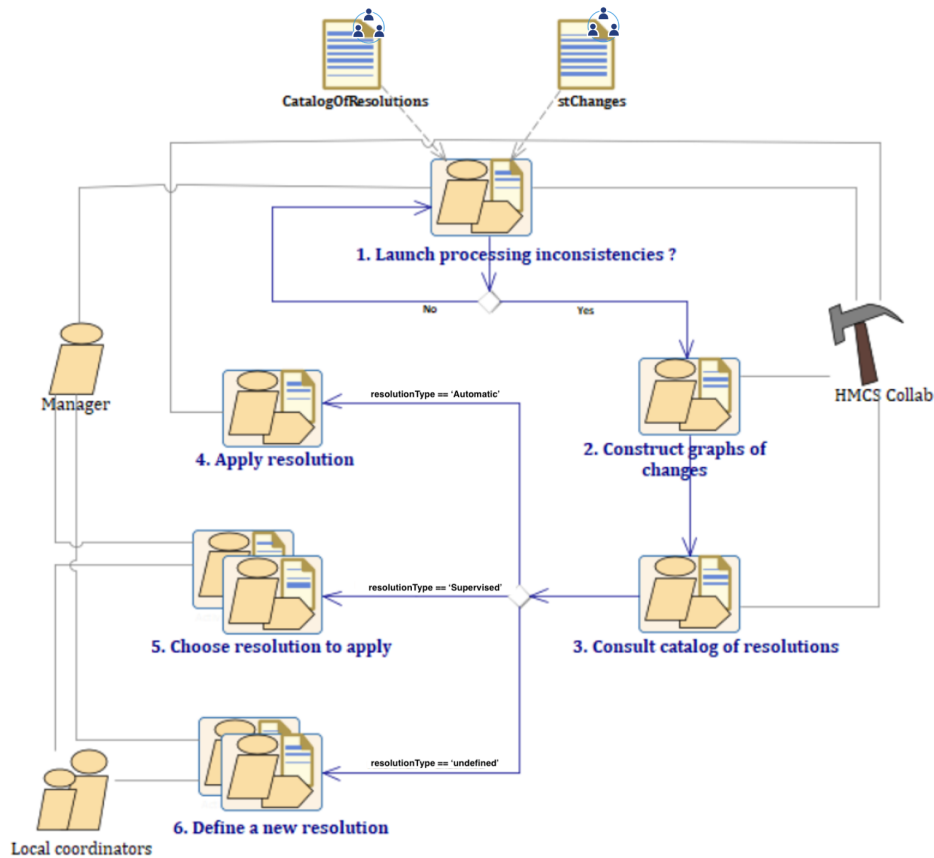 CatalogOfResolutions
stChanges
1. Launch processing inconsistencies ?
No
Yes
Manager
HMCS Collab
resolutionType == ‘Automatic’
4. Apply resolution
2. Construct graphs of
changes
resolutionType == ‘Supervised’
5. Choose resolution to apply
3. Consult catalog of resolutions
resolutionType == ‘undefined’
6. Define a new resolution
Local coordinators